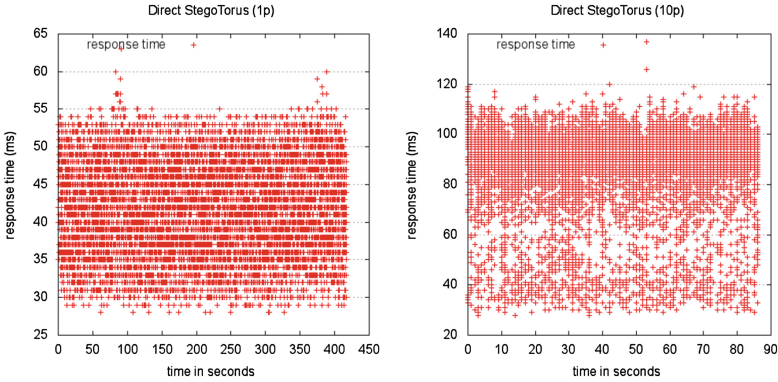 Direct StegoTorus (1p)
65
60
55
50
45
40
35
30
25
response time
response time (ms)
0 50 100 150 200 250 300 350 400 450
time in seconds
Direct StegoTorus (10p)
140
120
100
80
60
40
20
response time
response time (ms)
0 10 20 30 40 50 60 70 80 90
time in seconds